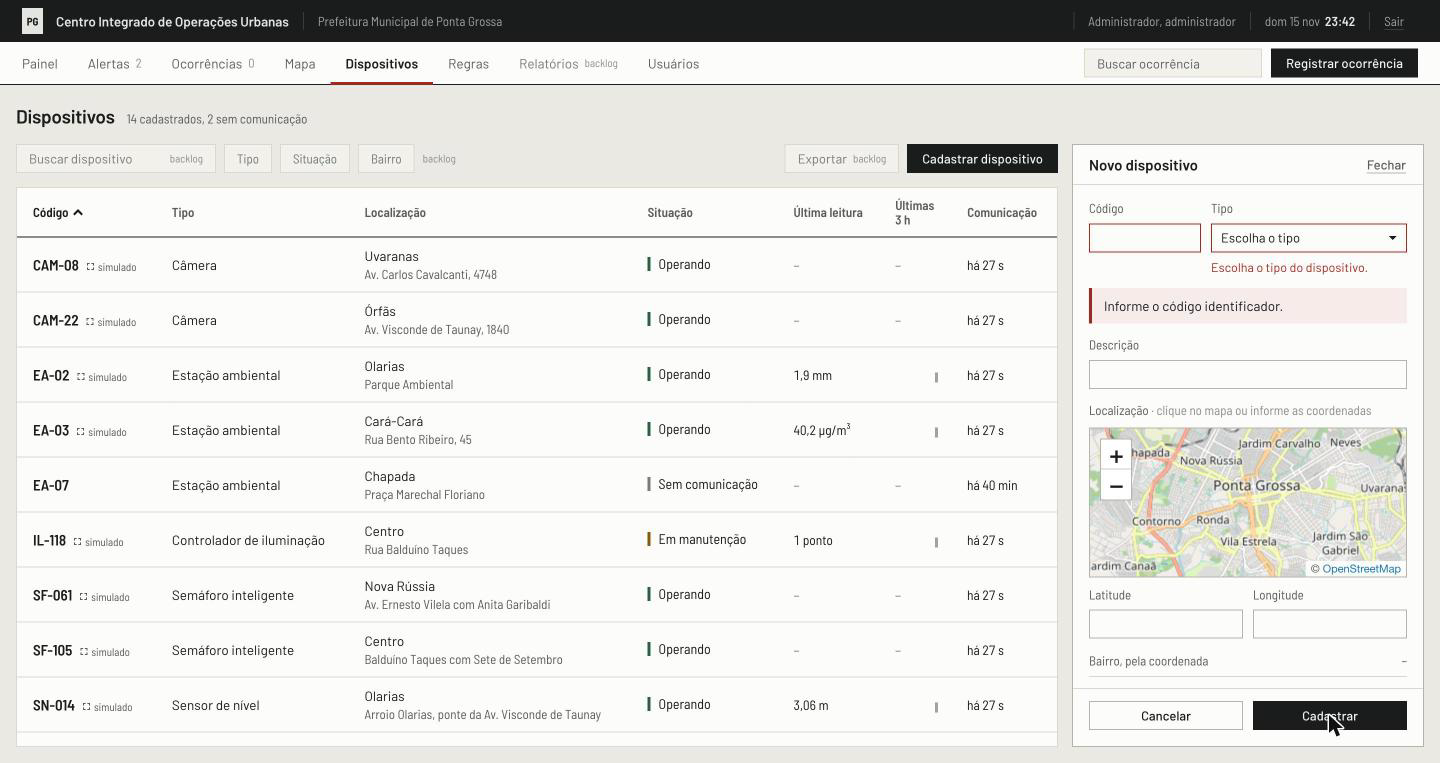 PG Centro Integrado de Operações Urbanas Prefeitura Municipal de Ponta Grossa Administrador, administrador dom 15 nov 23:42 Sair
Painel Alertas 2 Ocorrências 0 Mapa Dispositivos Regras Relatórios backlog Usuários Buscar ocorrência Registrar ocorrência
Dispositivos 14 cadastrados, 2 sem comunicação
Buscar dispositivo backlog Tipo Situação Bairro backlog Exportar backlog Cadastrar dispositivo
Código Tipo Localização Situação Última leitura Últimas 3 h Comunicação
CAM-08 simulado Câmera Uvaranas Operando – – há 27 s
Av. Carlos Cavalcanti, 4748
CAM-22 simulado Câmera Órfãs Operando – – há 27 s
Av. Visconde de Taunay, 1840
EA-02 simulado Estação ambiental Olarias Operando 1,9 mm há 27 s
Parque Ambiental
EA-03 simulado Estação ambiental Cará-Cará Operando 40,2 µg/m³ há 27 s
Rua Bento Ribeiro, 45
EA-07 Estação ambiental Chapada Sem comunicação – – há 40 min
Praça Marechal Floriano
IL-118 simulado Controlador de iluminação Centro Em manutenção 1 ponto há 27 s
Rua Balduíno Taques
SF-061 simulado Semáforo inteligente Nova Rússia Operando – – há 27 s
Av. Ernesto Vilela com Anita Garibaldi
SF-105 simulado Semáforo inteligente Centro Operando – – há 27 s
Balduíno Taques com Sete de Setembro
SN-014 simulado Sensor de nível Olarias Operando 3,06 m há 27 s
Arroio Olarias, ponte da Av. Visconde de Taunay
Novo dispositivo Fechar
Código Tipo
Escolha o tipo
Escolha o tipo do dispositivo.
Informe o código identificador.
Descrição
Localização · clique no mapa ou informe as coordenadas
+
−
Jardim Carvalho Neves
hapada Nova Rússia
Ponta Grossa Uvaranas
Contorno Ronda
Vila Estrela Jardim São Gabriel
ardim Canaã
© OpenStreetMap
Latitude Longitude
Bairro, pela coordenada –
Cancelar Cadastrar